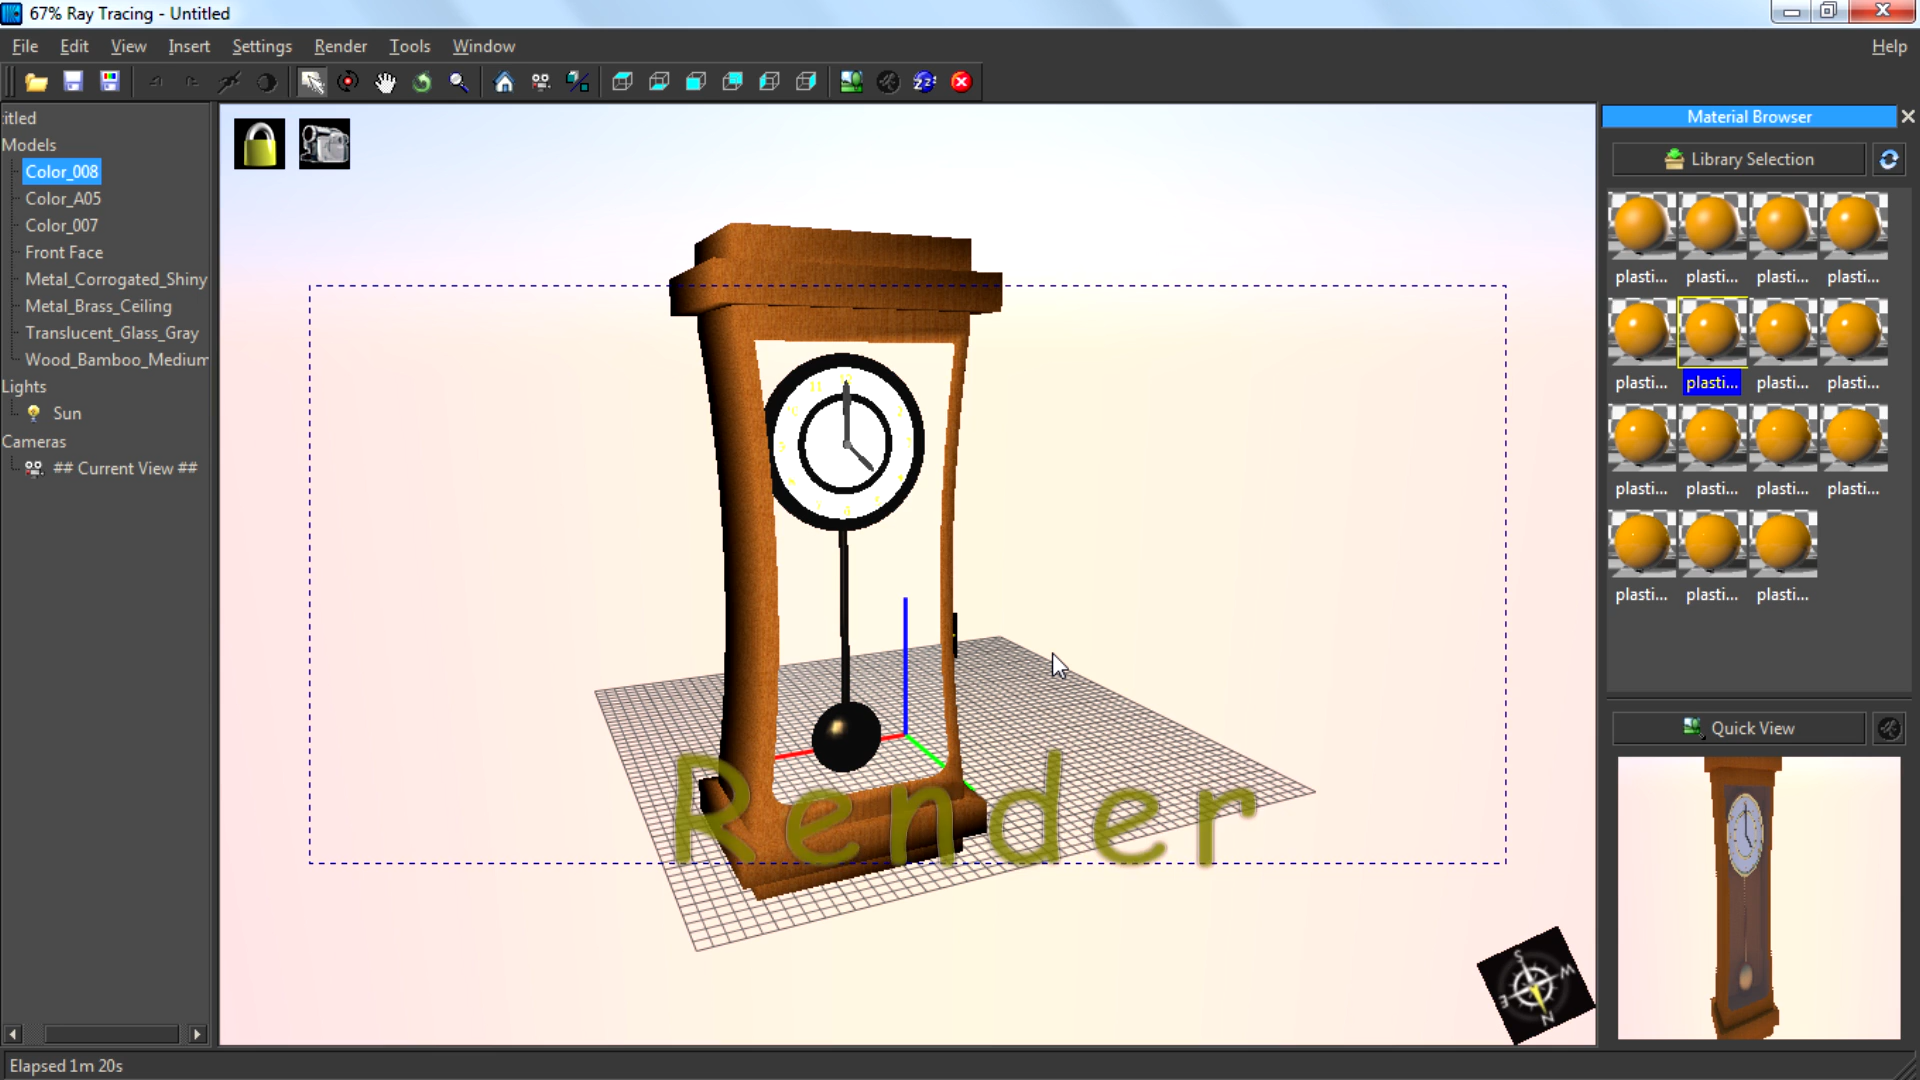 67% Ray Tracing - Untitled
File Edit View Insert Settings Render Tools Window Help
itled
Models
Color_008
Color_A05
Color_007
Front Face
Metal_Corrogated_Shiny
Metal_Brass_Ceiling
Translucent_Glass_Gray
Wood_Bamboo_Medium
Lights
Sun
Cameras
## Current View ##
Render
S
W
E
N
Material Browser
Library Selection
plasti... plasti... plasti... plasti...
plasti... plasti... plasti... plasti...
plasti... plasti... plasti... plasti...
plasti... plasti... plasti...
Quick View
Elapsed 1m 20s